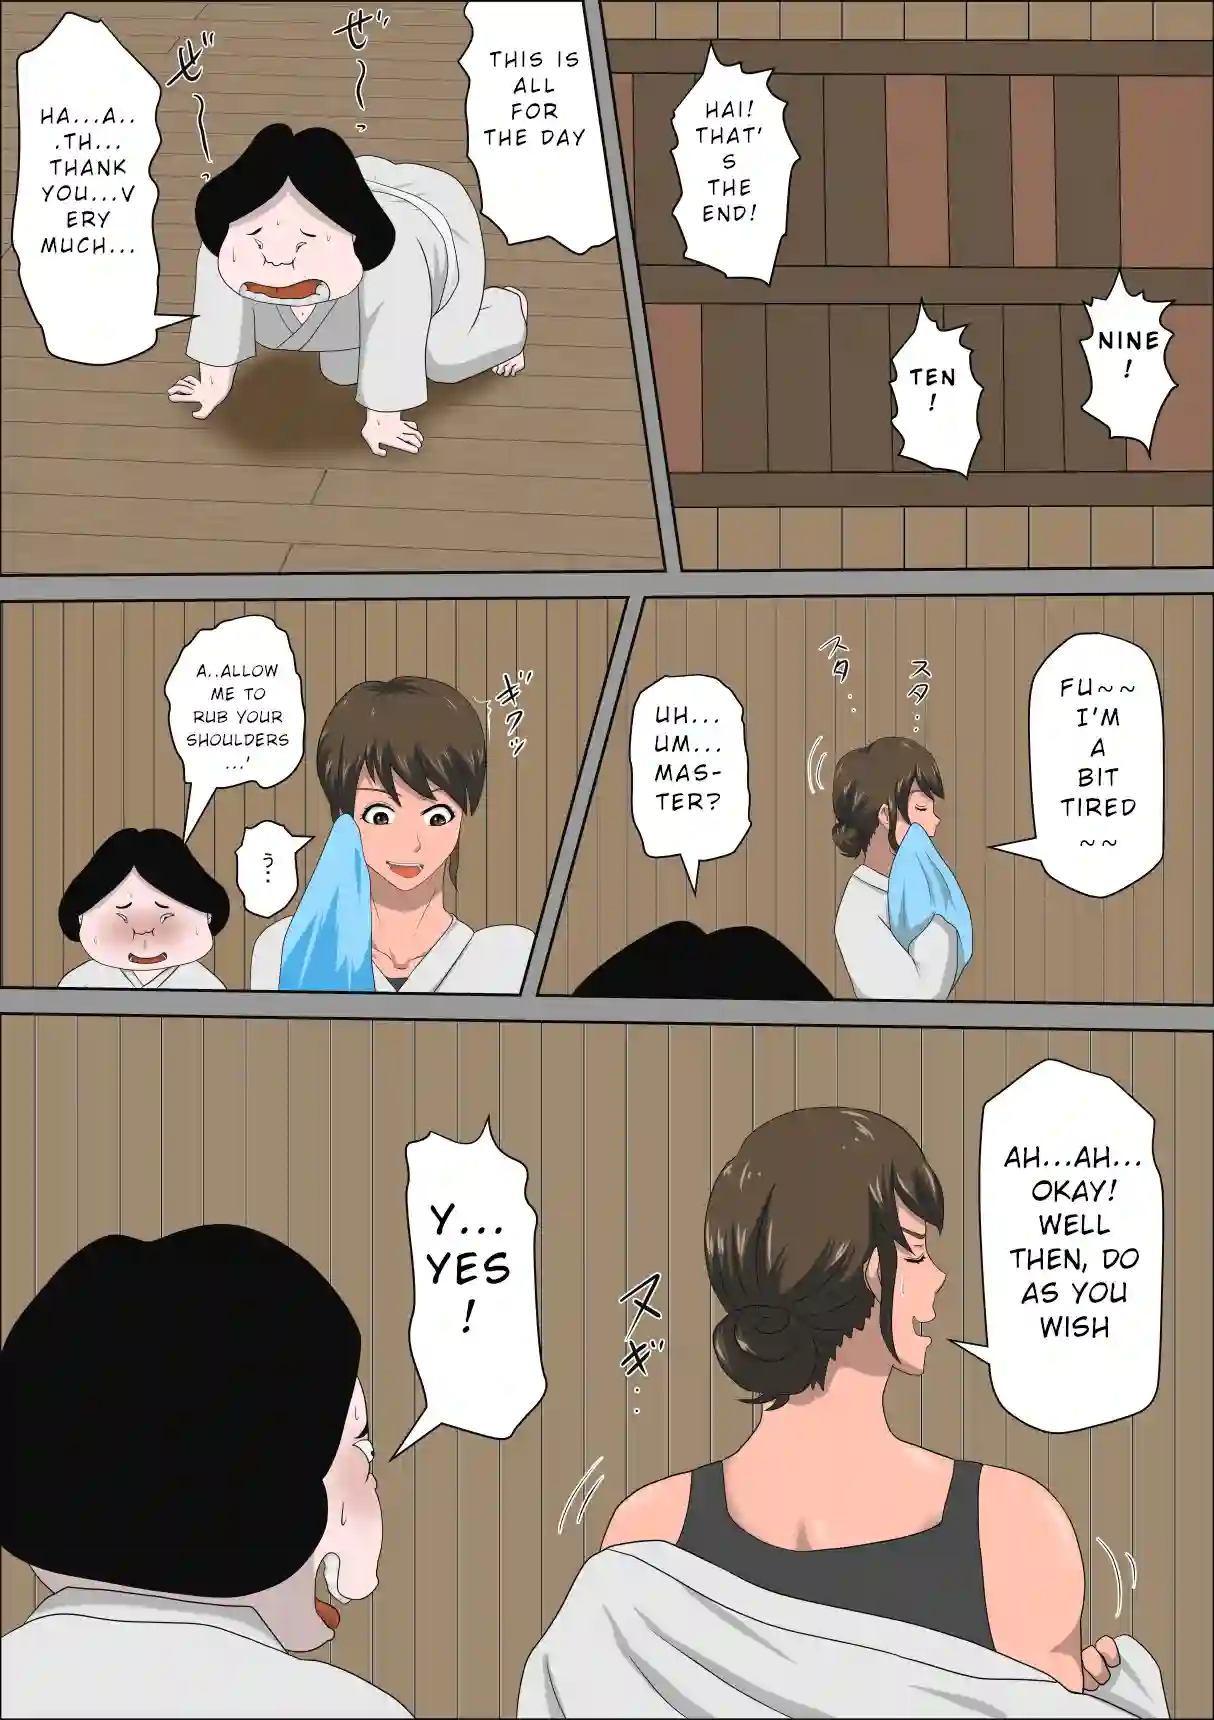 HAI!
THAT'
S
THE
END!
NINE
!
TEN
!
THIS IS
ALL
FOR
THE DAY
ぜ～
ぜ～
HA...A..
.TH...
THANK
YOU...V
ERY
MUCH...
FU~~
I'M
A
BIT
TIRED
~~
スタ...
スタ...
UH...
UM...
MAS-
TER?
ギクッ
A..ALLOW
ME TO
RUB YOUR
SHOULDERS
...'
う...
AH...AH...
OKAY!
WELL
THEN, DO
AS YOU
WISH
ヌギ...
Y...
YES
!